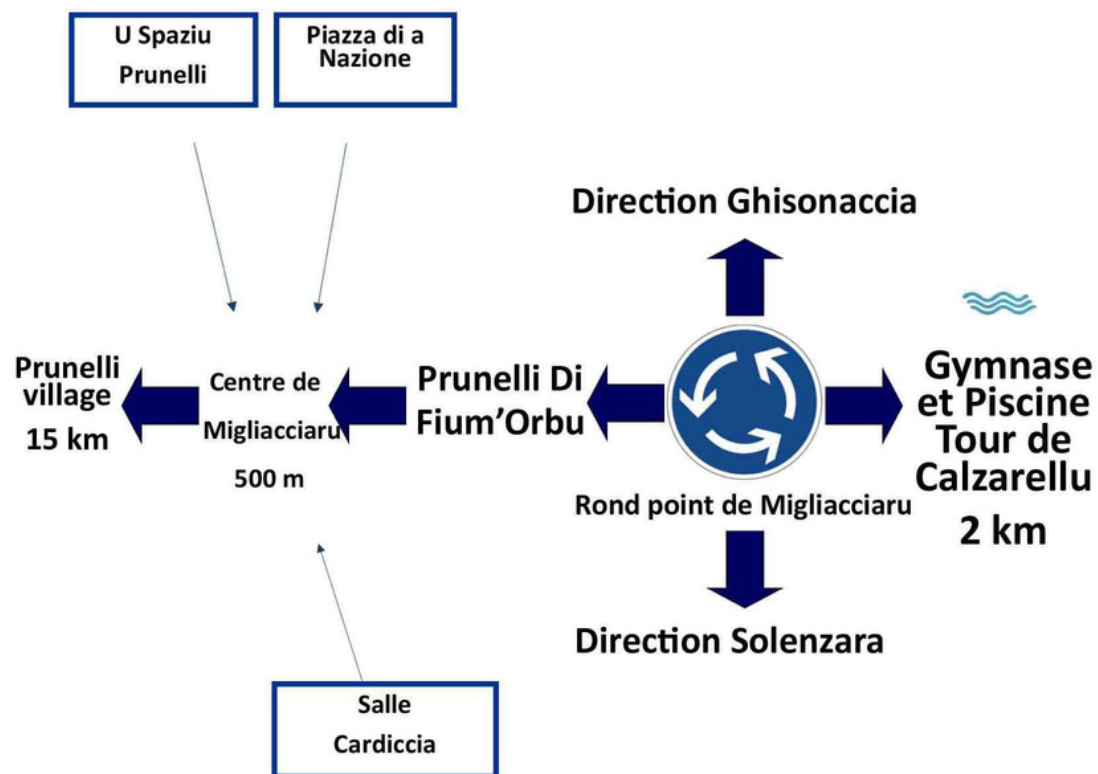 U Spaziu
Prunelli
Piazza di a
Nazione
Direction Ghisonaccia
Prunelli
village
15 km
Centre de
Migliacciaru
500 m
Prunelli Di
Fium'Orbu
Rond point de Migliacciaru
Gymnase
et Piscine
Tour de
Calzarellu
2 km
Direction Solenzara
Salle
Cardiccia